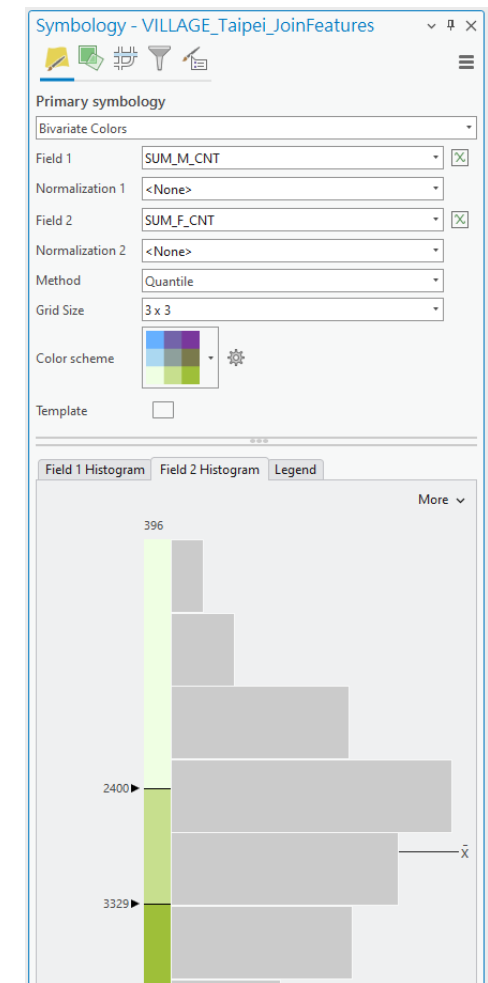 Symbology - VILLAGE_Taipei_JoinFeatures
Primary symbology
Bivariate Colors
Field 1 SUM_M_CNT
Normalization 1 <None>
Field 2 SUM_F_CNT
Normalization 2 <None>
Method Quantile
Grid Size 3 x 3
Color scheme
Template
Field 1 Histogram Field 2 Histogram Legend
More
396
2400
x̄
3329